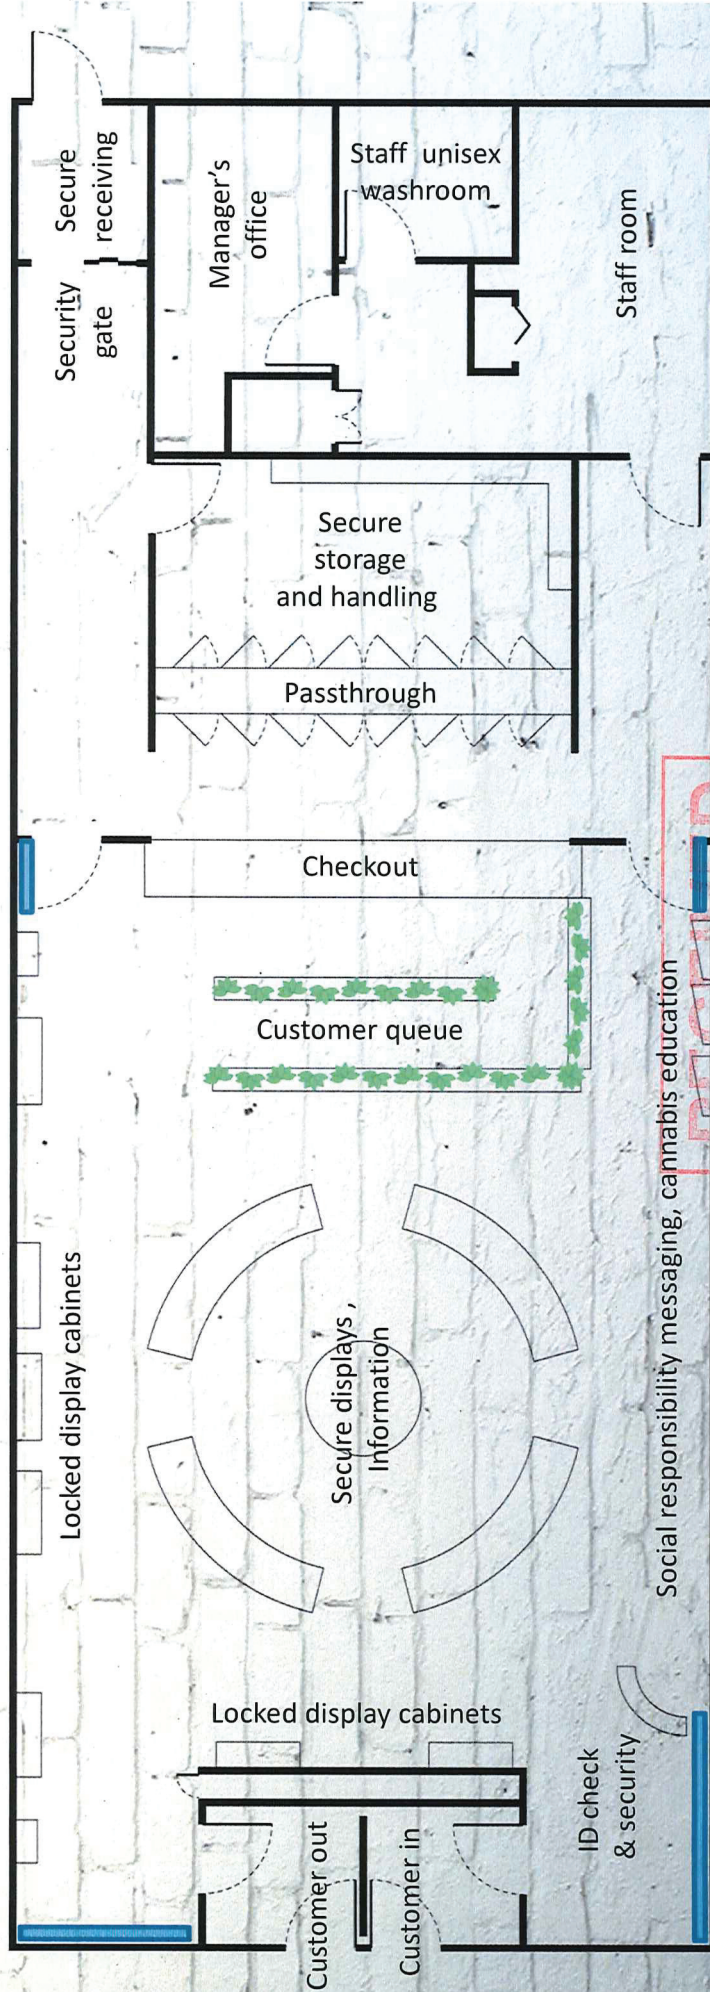 Secure
receiving
Security
gate
Manager's
office
Staff unisex
washroom
Staff room
Secure
storage
and handling
Passthrough
Checkout
Customer queue
Locked display cabinets
Secure displays ,
Information
Social responsibility messaging, cannabis education
Locked display cabinets
ID check
& security
Customer out
Customer in